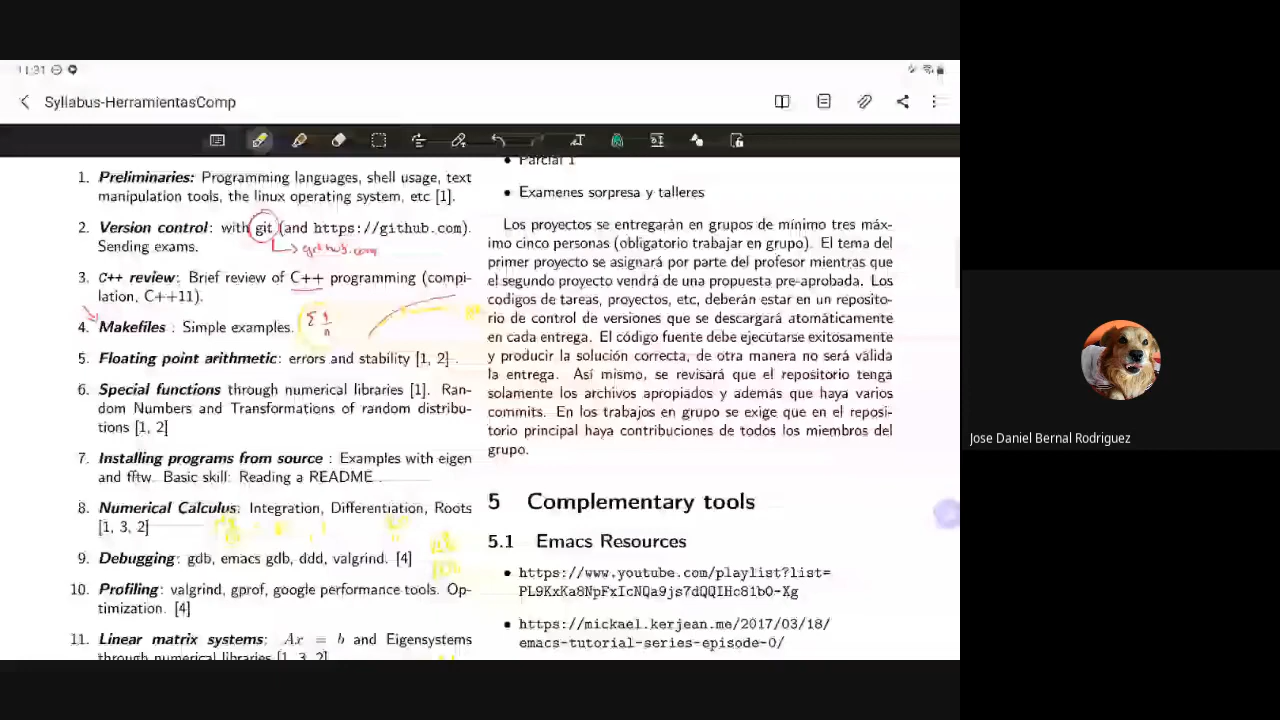 11:31
Syllabus-HerramientasComp
1. Preliminaries: Programming languages, shell usage, text
manipulation tools, the linux operating system, etc [1].
2. Version control: with git (and https://github.com).
Sending exams.
github.com
3. C++ review: Brief review of C++ programming (compi-
lation, C++11).
4. Makefiles : Simple examples.
Σ 1/n
5. Floating point arithmetic: errors and stability [1, 2] .
6. Special functions through numerical libraries [1]. Ran-
dom Numbers and Transformations of random distribu-
tions [1, 2]
7. Installing programs from source : Examples with eigen
and fftw. Basic skill: Reading a README .
8. Numerical Calculus: Integration, Differentiation, Roots
[1, 3, 2]
9. Debugging: gdb, emacs gdb, ddd, valgrind. [4]
10. Profiling: valgrind, gprof, google performance tools. Op-
timization. [4]
11. Linear matrix systems: Ax = b and Eigensystems
through numerical libraries [1, 3, 2]
• Parcial 1
• Examenes sorpresa y talleres
Los proyectos se entregarán en grupos de mínimo tres máx-
imo cinco personas (obligatorio trabajar en grupo). El tema del
primer proyecto se asignará por parte del profesor mientras que
el segundo proyecto vendrá de una propuesta pre-aprobada. Los
codigos de tareas, proyectos, etc, deberán estar en un reposito-
rio de control de versiones que se descargará atomáticamente
en cada entrega. El código fuente debe ejecutarse exitosamente
y producir la solución correcta, de otra manera no será válida
la entrega. Así mismo, se revisará que el repositorio tenga
solamente los archivos apropiados y además que haya varios
commits. En los trabajos en grupo se exige que en el reposi-
torio principal haya contribuciones de todos los miembros del
grupo.
5 Complementary tools
5.1 Emacs Resources
• https://www.youtube.com/playlist?list=
PL9KxKa8NpFxIcNQa9js7dQQIHc81b0-Xg
• https://mickael.kerjean.me/2017/03/18/
emacs-tutorial-series-episode-0/
Jose Daniel Bernal Rodriguez